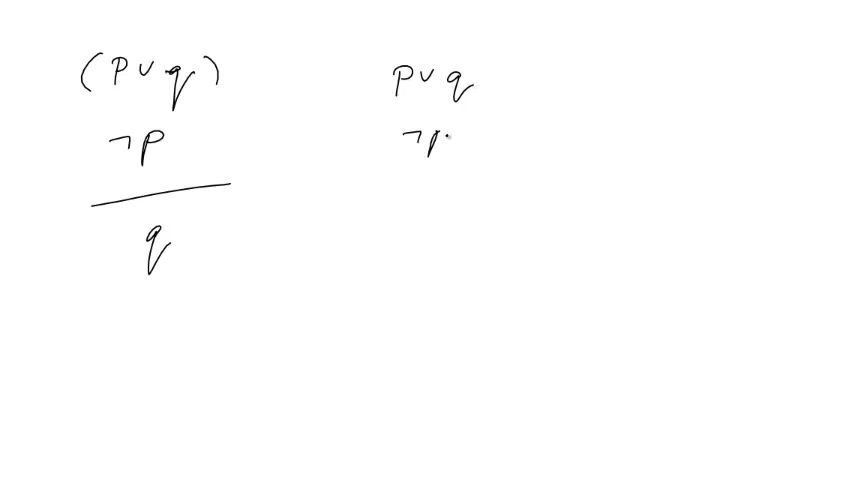 (p ∨ q)
¬p
q
p ∨ q
¬p